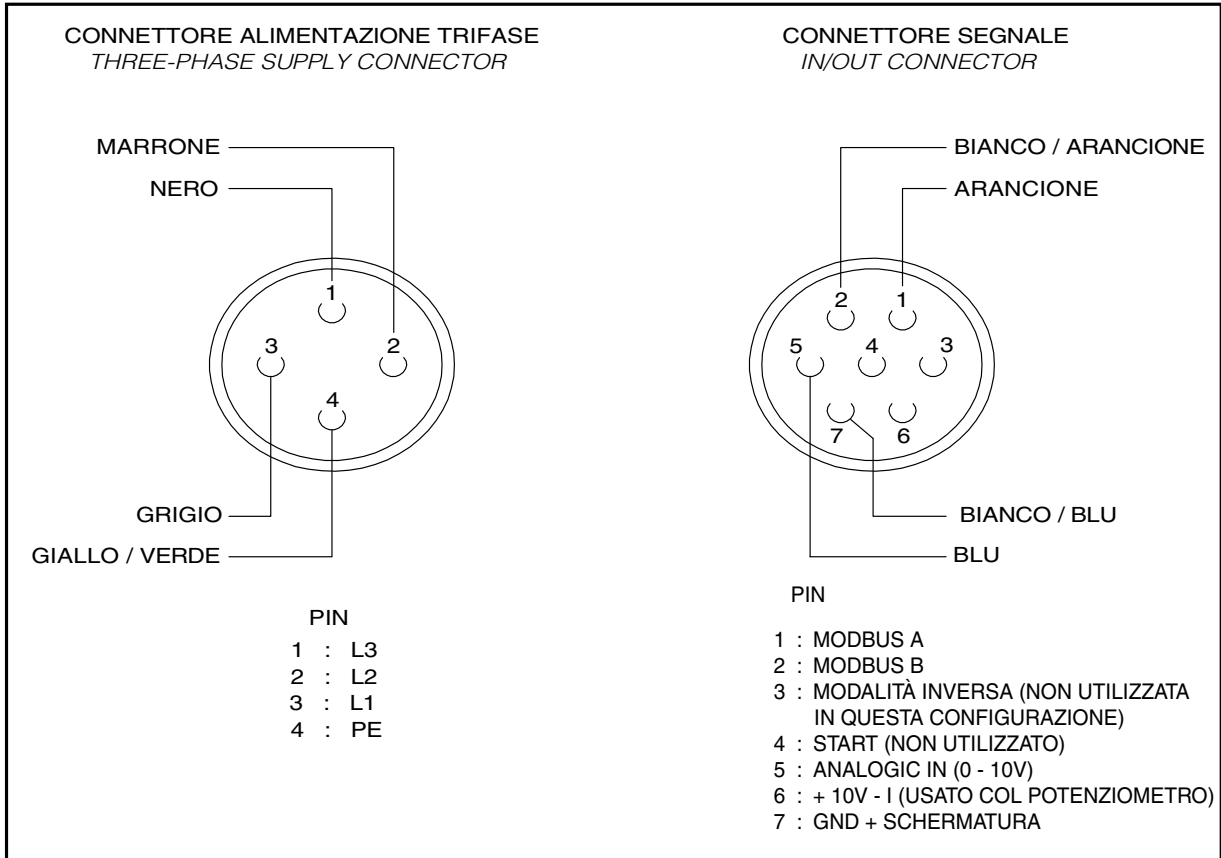 CONNETTORE ALIMENTAZIONE TRIFASE
THREE-PHASE SUPPLY CONNECTOR
MARRONE
NERO
1
3
2
4
GRIGIO
GIALLO / VERDE
PIN
1 : L3
2 : L2
3 : L1
4 : PE
CONNETTORE SEGNALE
IN/OUT CONNECTOR
BIANCO / ARANCIONE
ARANCIONE
2 1
5 4 3
7 6
BIANCO / BLU
BLU
PIN
1 : MODBUS A
2 : MODBUS B
3 : MODALITÀ INVERSA (NON UTILIZZATA
IN QUESTA CONFIGURAZIONE)
4 : START (NON UTILIZZATO)
5 : ANALOGIC IN (0 - 10V)
6 : + 10V - I (USATO COL POTENZIOMETRO)
7 : GND + SCHERMATURA